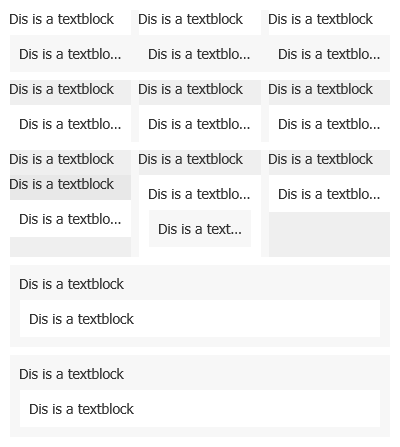 Dis is a textblock Dis is a textblock Dis is a textblock
Dis is a textblo... Dis is a textblo... Dis is a textblo...
Dis is a textblock Dis is a textblock Dis is a textblock
Dis is a textblo... Dis is a textblo... Dis is a textblo...
Dis is a textblock Dis is a textblock Dis is a textblock
Dis is a textblock Dis is a textblo... Dis is a textblo...
Dis is a textblo... Dis is a text...
Dis is a textblock
Dis is a textblock
Dis is a textblock
Dis is a textblock